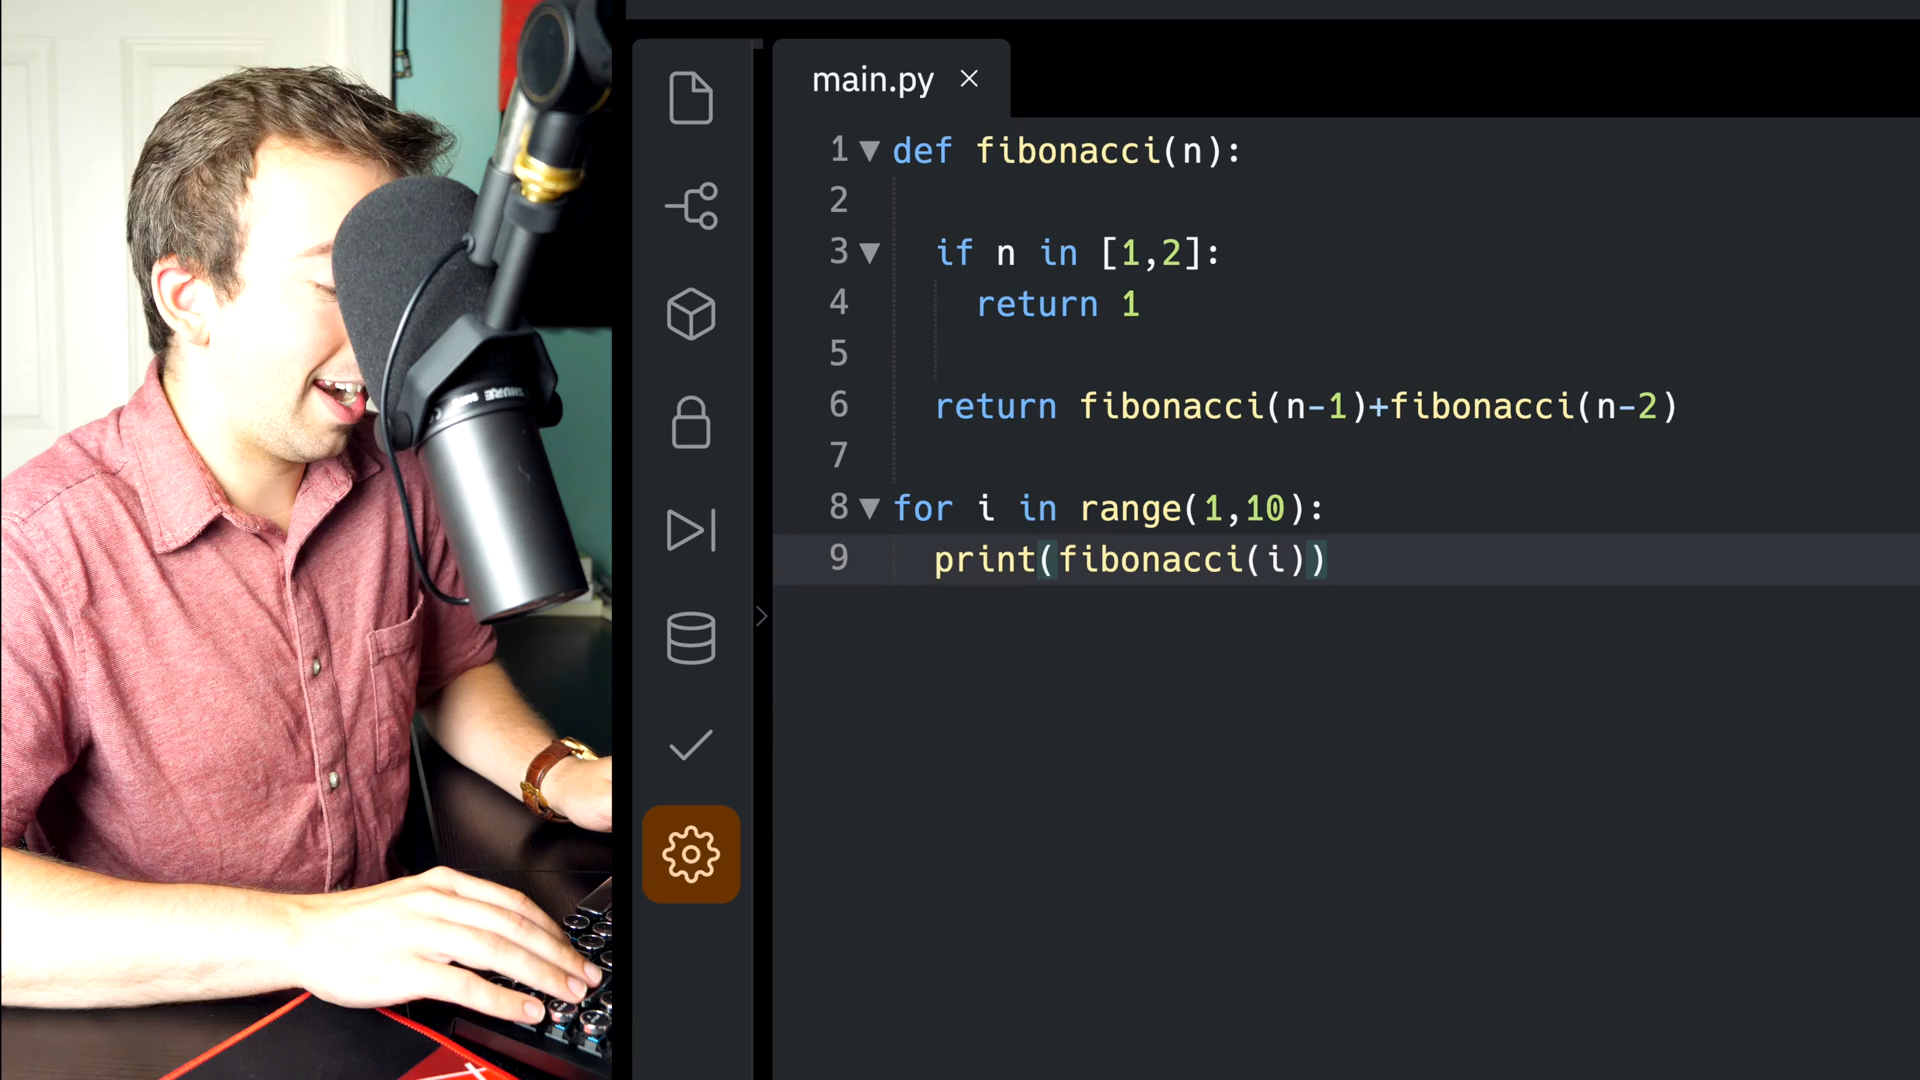 main.py ×
1 def fibonacci(n):
2
3 if n in [1,2]:
4 return 1
5
6 return fibonacci(n-1)+fibonacci(n-2)
7
8 for i in range(1,10):
9 print(fibonacci(i))
SHURE